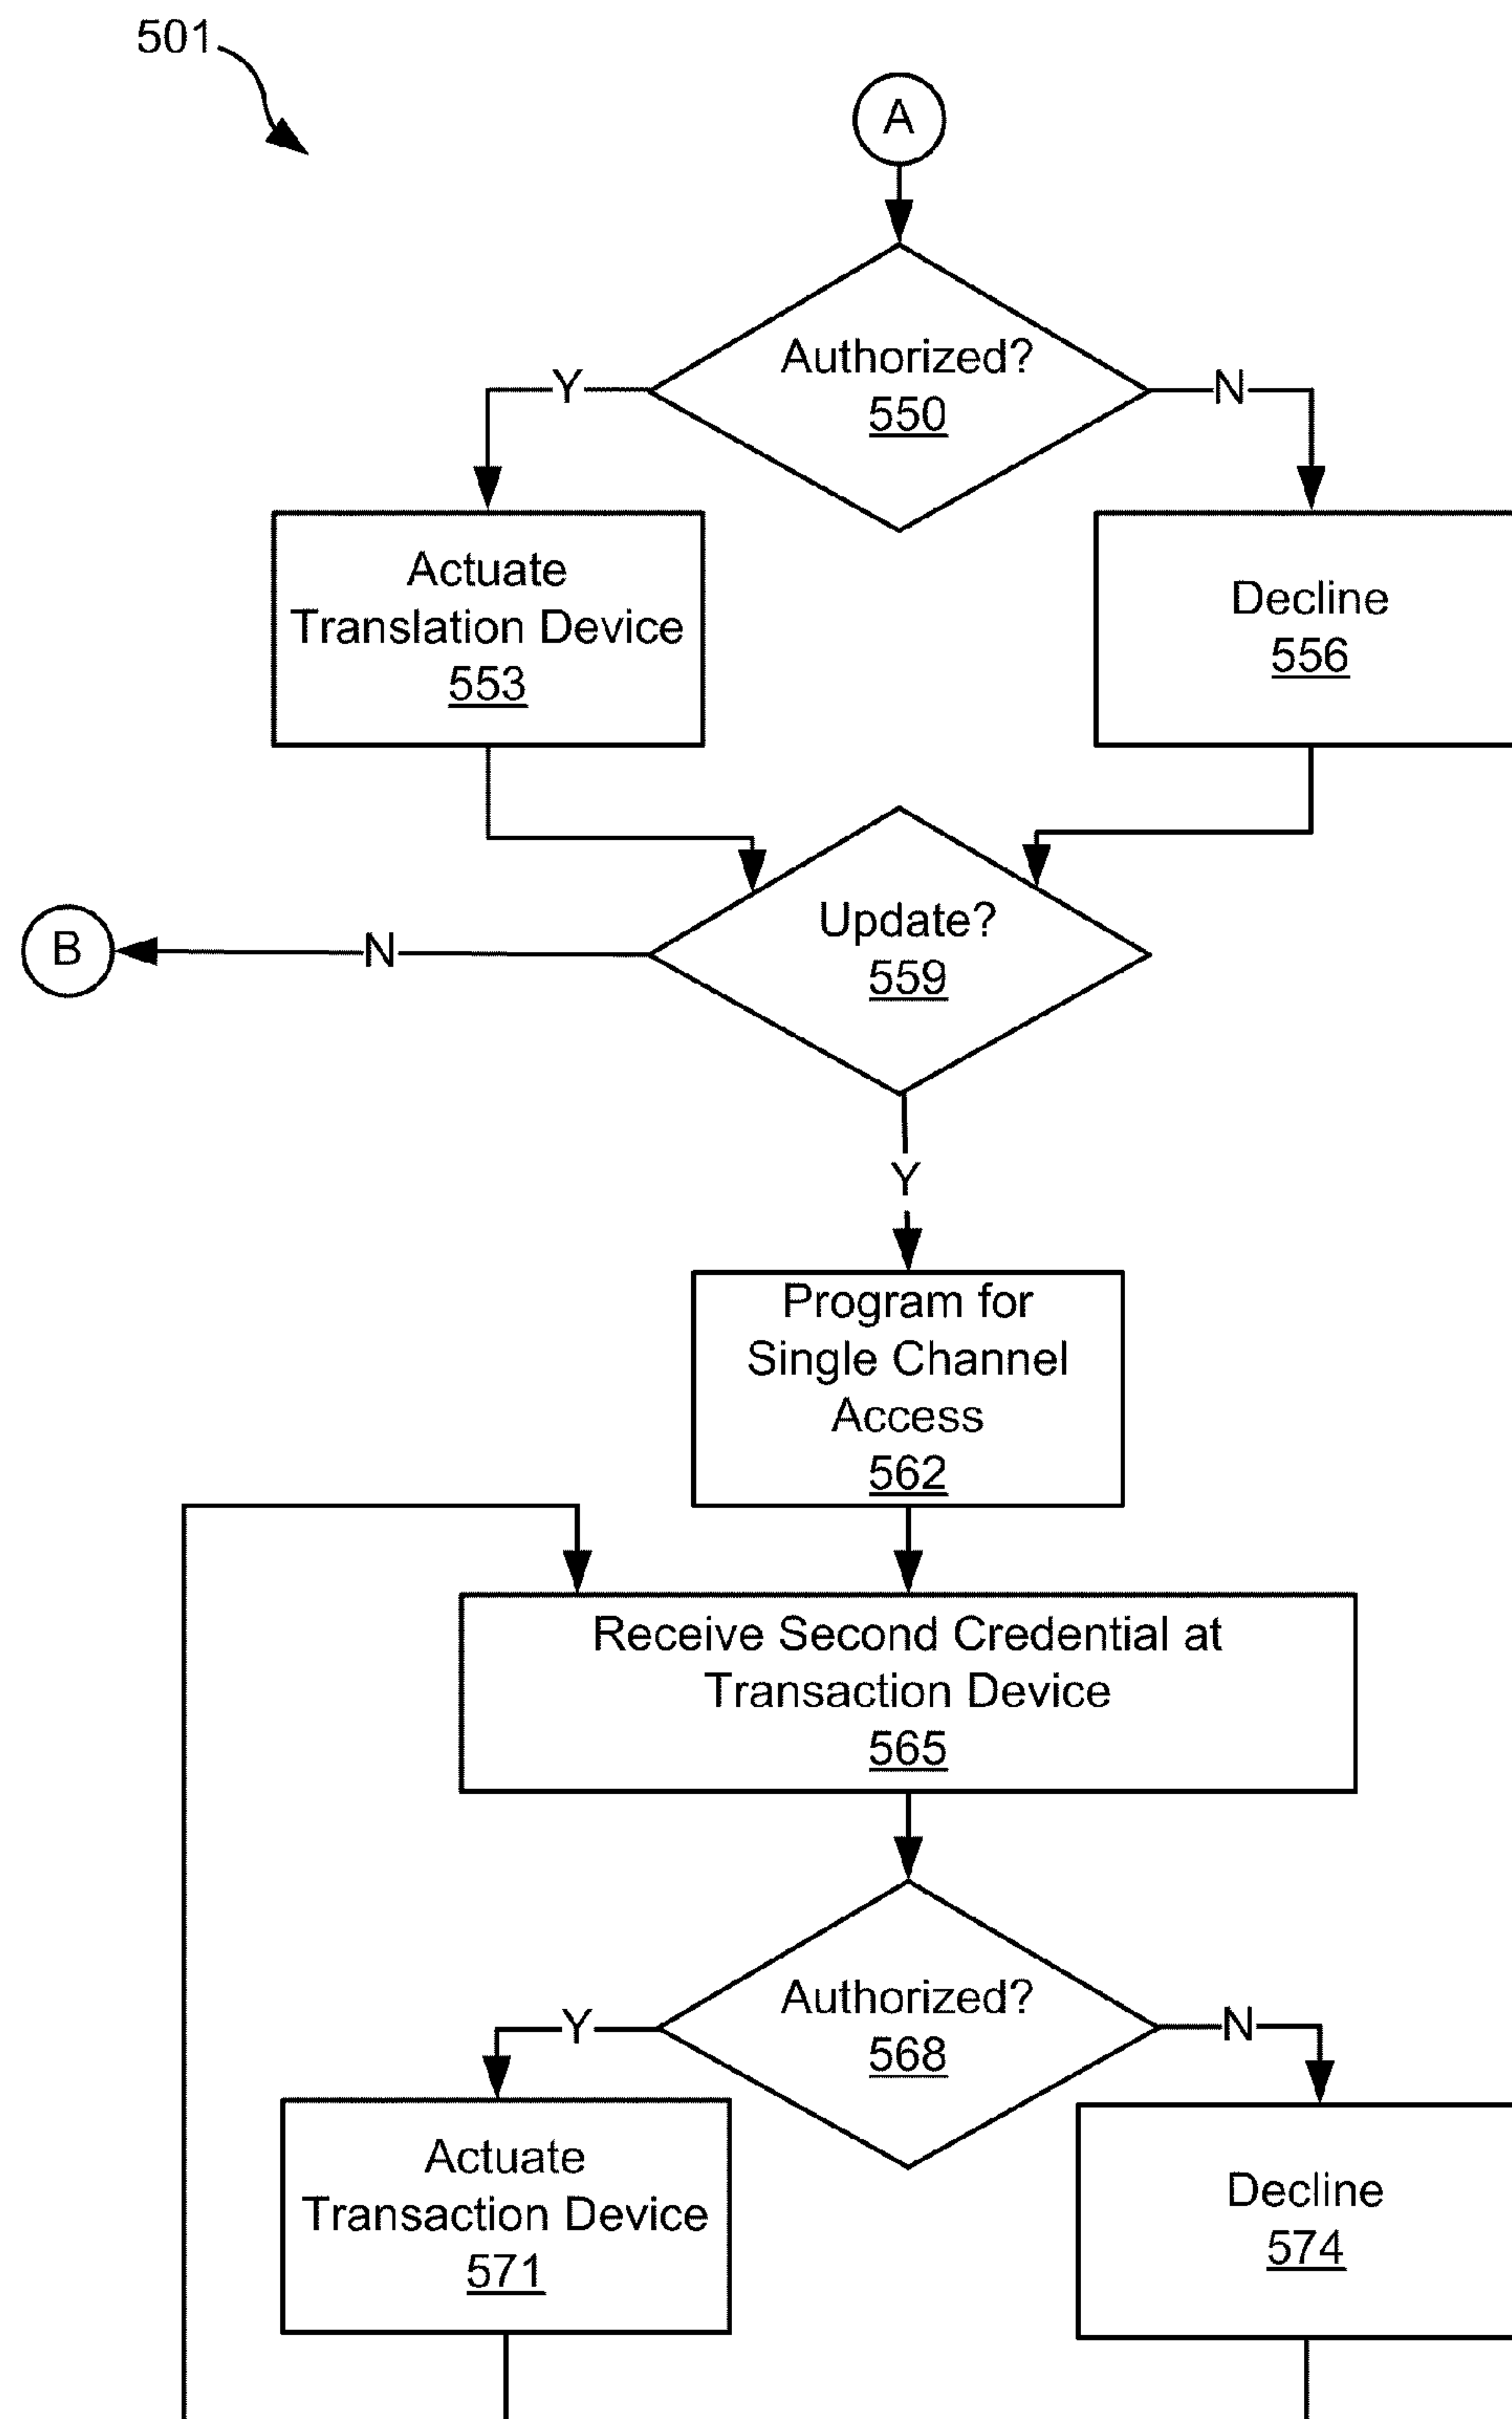 501
A
Authorized?
550
Y
N
Actuate
Translation Device
553
Decline
556
Update?
559
B
N
Y
Program for
Single Channel
Access
562
Receive Second Credential at
Transaction Device
565
Authorized?
568
Y
N
Actuate
Transaction Device
571
Decline
574